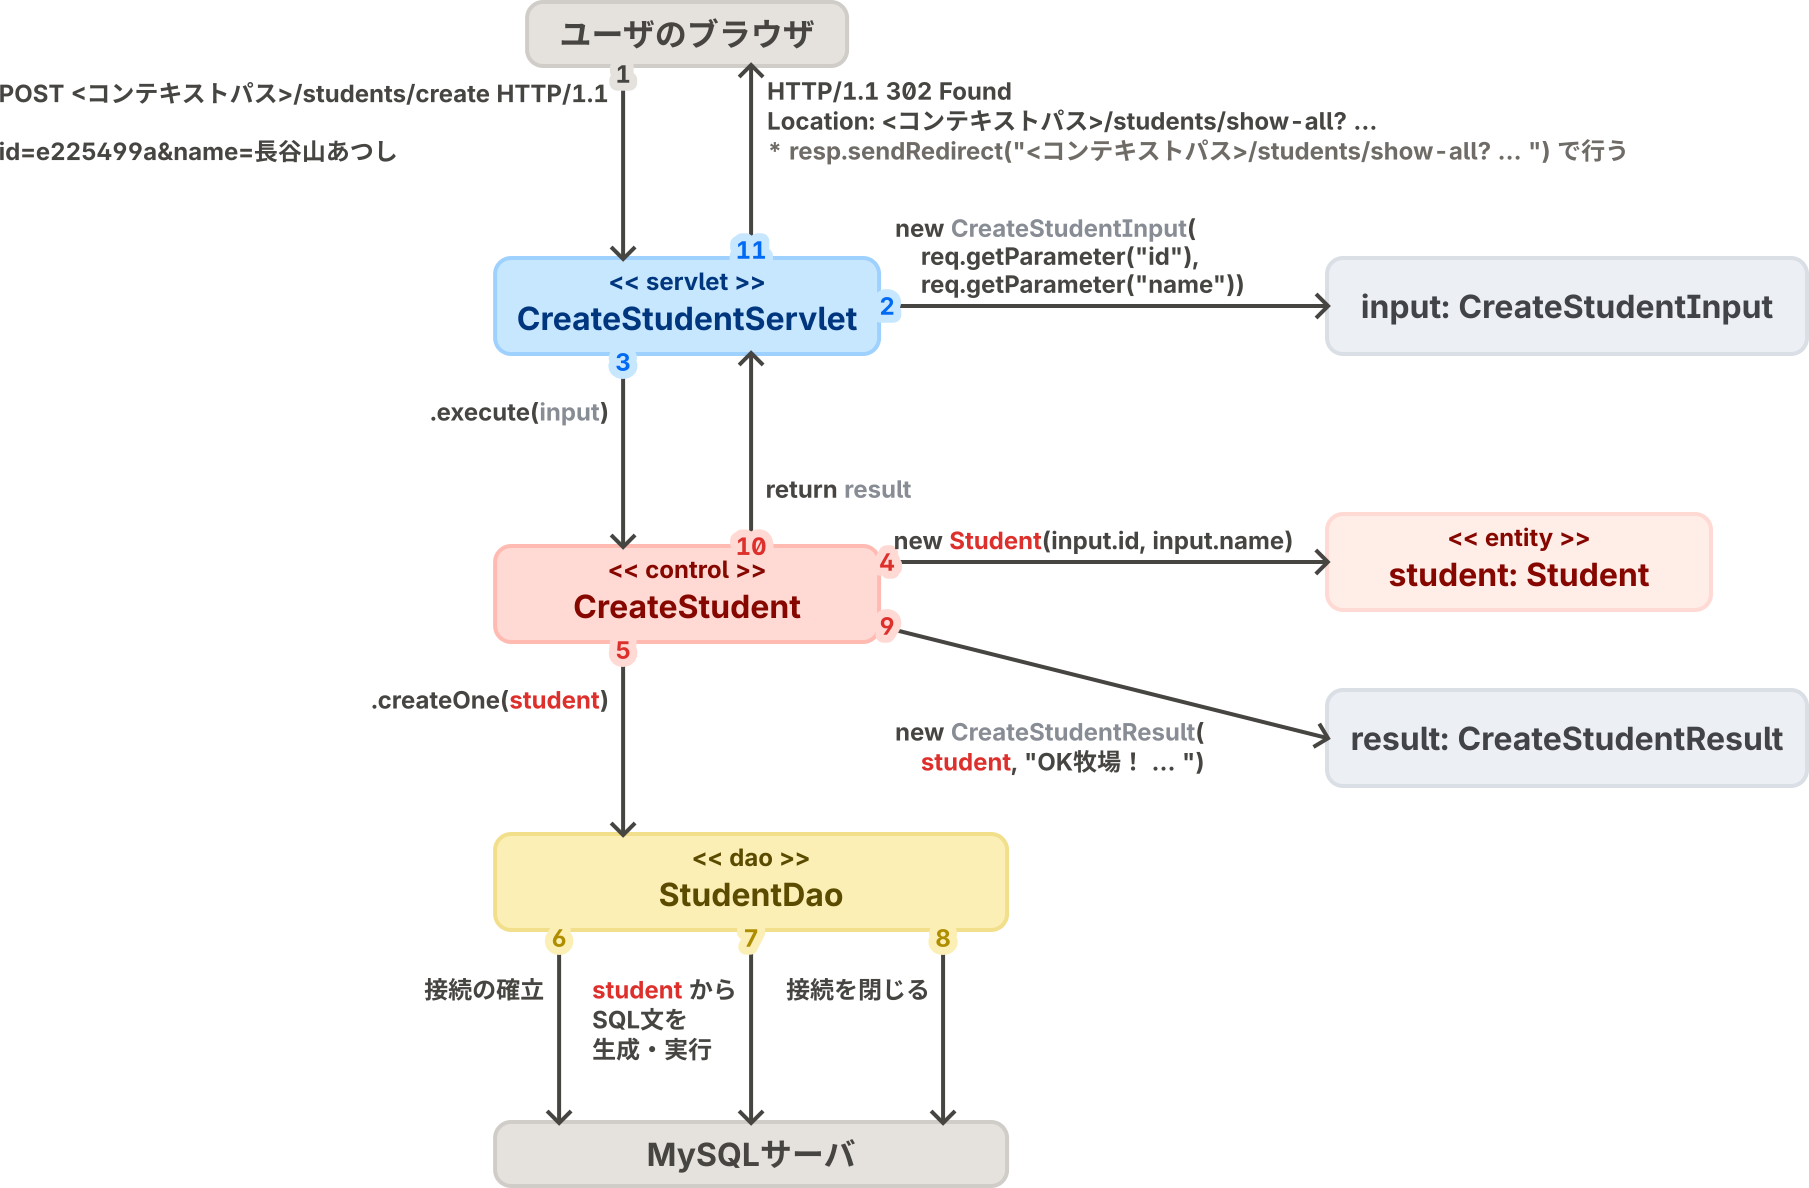 ユーザのブラウザ
1
POST <コンテキストパス>/students/create HTTP/1.1
id=e225499a&name=長谷山あつし
HTTP/1.1 302 Found
Location: <コンテキストパス>/students/show-all? ...
* resp.sendRedirect("<コンテキストパス>/students/show-all? ... ") で行う
11
<< servlet >>
CreateStudentServlet
2
new CreateStudentInput(
req.getParameter("id"),
req.getParameter("name"))
input: CreateStudentInput
3
.execute(input)
return result
10
<< control >>
CreateStudent
4
new Student(input.id, input.name)
<< entity >>
student: Student
9
new CreateStudentResult(
student, "OK牧場！ ... ")
result: CreateStudentResult
5
.createOne(student)
<< dao >>
StudentDao
6
接続の確立
7
student から
SQL文を
生成・実行
8
接続を閉じる
MySQLサーバ